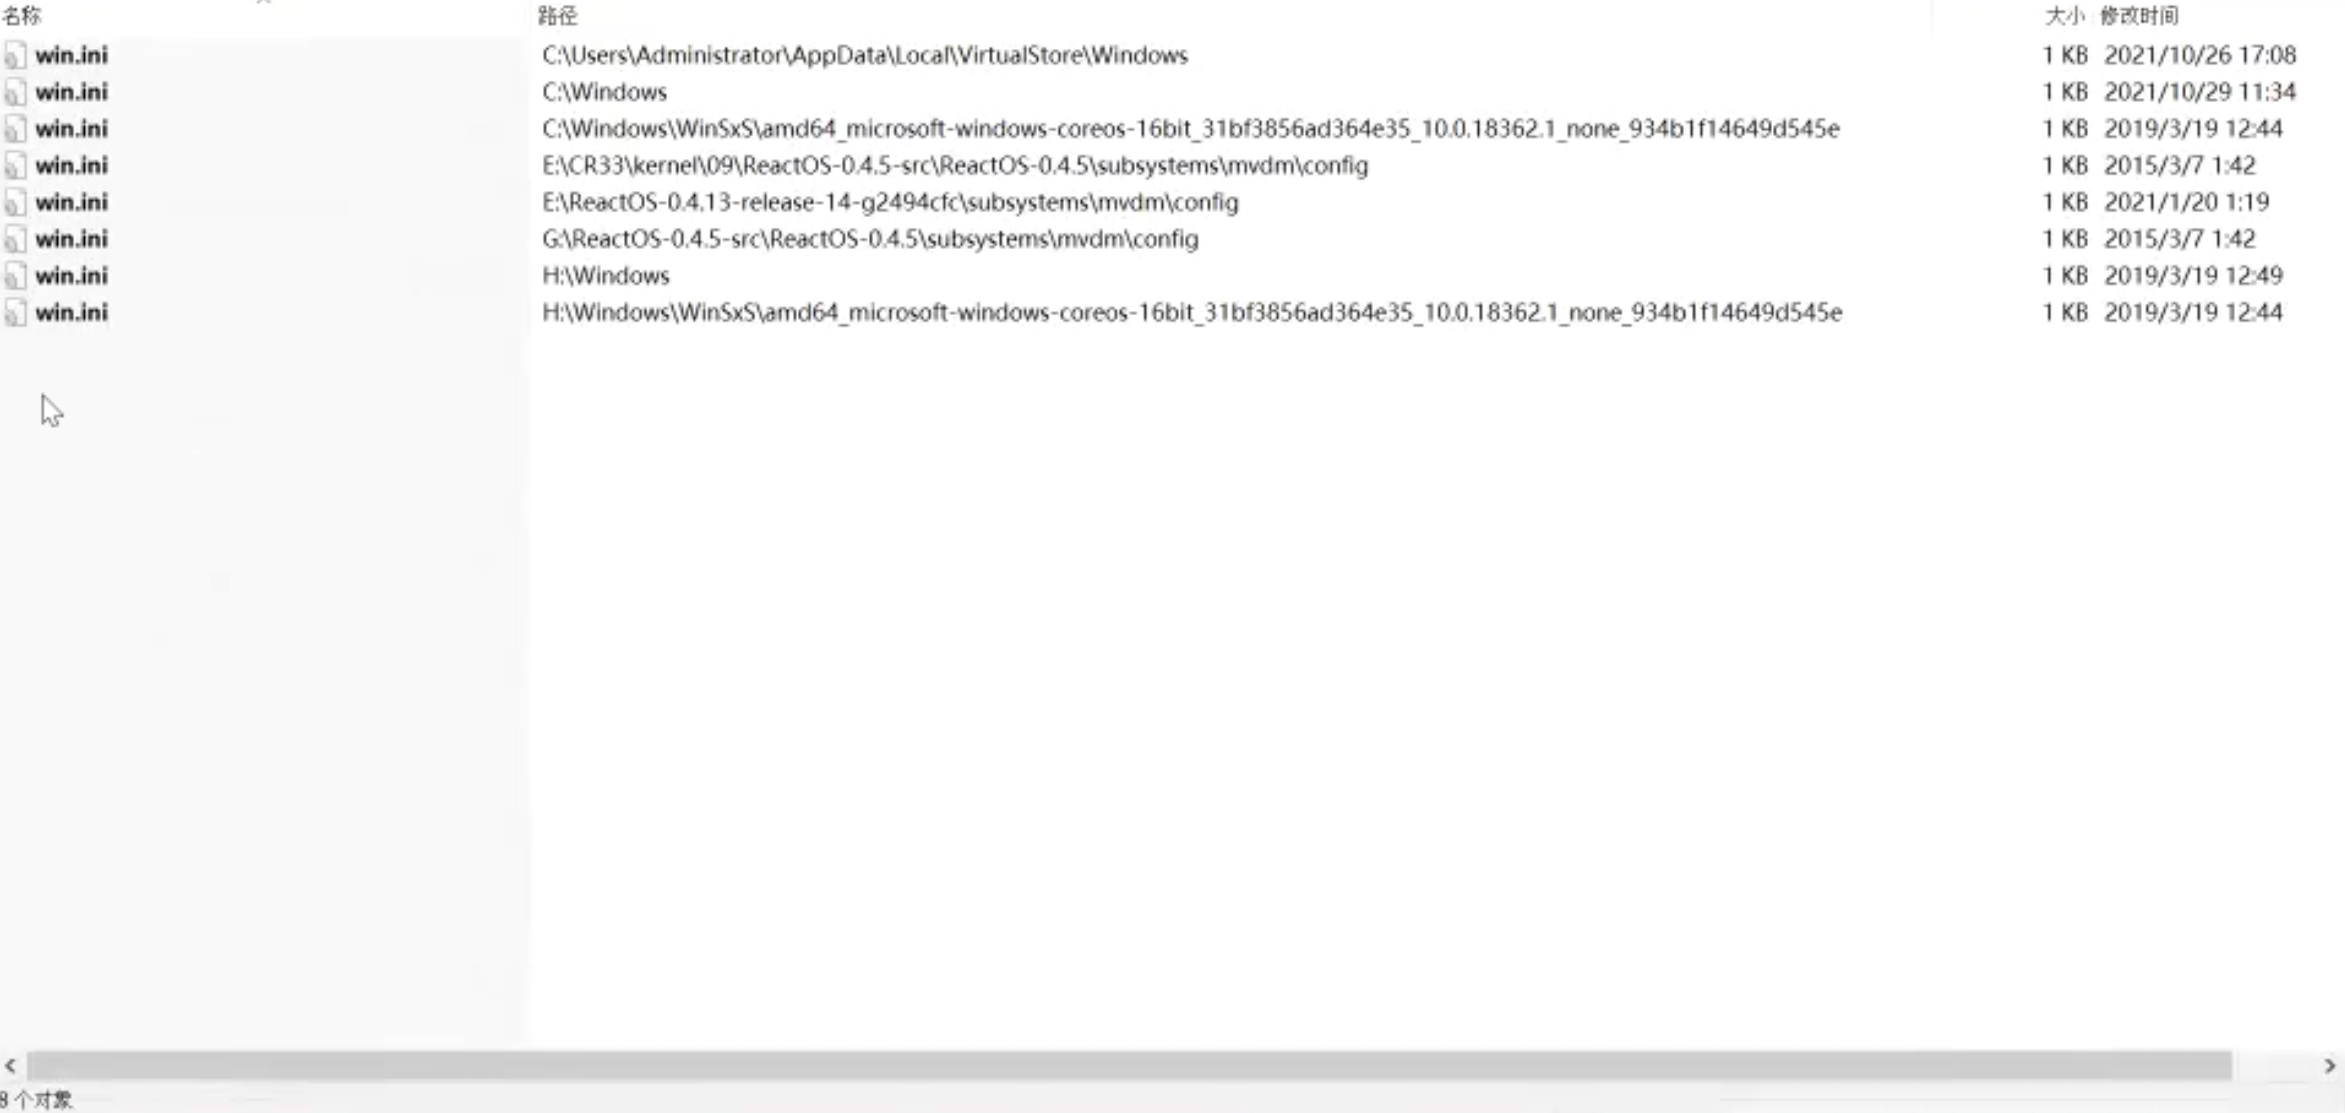 名称 路径 大小 修改时间
win.ini C:\Users\Administrator\AppData\Local\VirtualStore\Windows 1 KB 2021/10/26 17:08
win.ini C:\Windows 1 KB 2021/10/29 11:34
win.ini C:\Windows\WinSxS\amd64_microsoft-windows-coreos-16bit_31bf3856ad364e35_10.0.18362.1_none_934b1f14649d545e 1 KB 2019/3/19 12:44
win.ini E:\CR33\kernel\09\ReactOS-0.4.5-src\ReactOS-0.4.5\subsystems\mvdm\config 1 KB 2015/3/7 1:42
win.ini E:\ReactOS-0.4.13-release-14-g2494cfc\subsystems\mvdm\config 1 KB 2021/1/20 1:19
win.ini G:\ReactOS-0.4.5-src\ReactOS-0.4.5\subsystems\mvdm\config 1 KB 2015/3/7 1:42
win.ini H:\Windows 1 KB 2019/3/19 12:49
win.ini H:\Windows\WinSxS\amd64_microsoft-windows-coreos-16bit_31bf3856ad364e35_10.0.18362.1_none_934b1f14649d545e 1 KB 2019/3/19 12:44
8 个对象